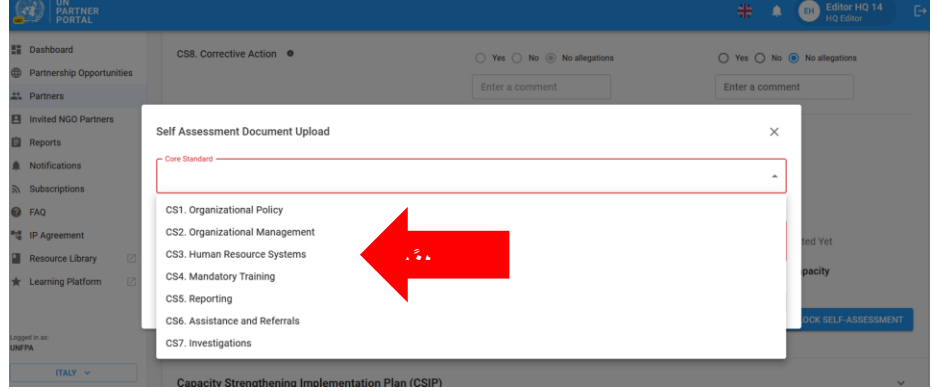 UN
PARTNER
PORTAL
EH
Editor HQ 14
HQ Editor
Dashboard
Partnership Opportunities
Partners
Invited NGO Partners
Reports
Notifications
Subscriptions
FAQ
IP Agreement
Resource Library
Learning Platform
Logged in as:
UNFPA
ITALY
CS8. Corrective Action
Yes No No allegations
Yes No No allegations
Enter a comment
Enter a comment
Self Assessment Document Upload
Core Standard
CS1. Organizational Policy
CS2. Organizational Management
CS3. Human Resource Systems
CS4. Mandatory Training
CS5. Reporting
CS6. Assistance and Referrals
CS7. Investigations
ted Yet
pacity
OCK SELF-ASSESSMENT
Capacity Strengthening Implementation Plan (CSIP)